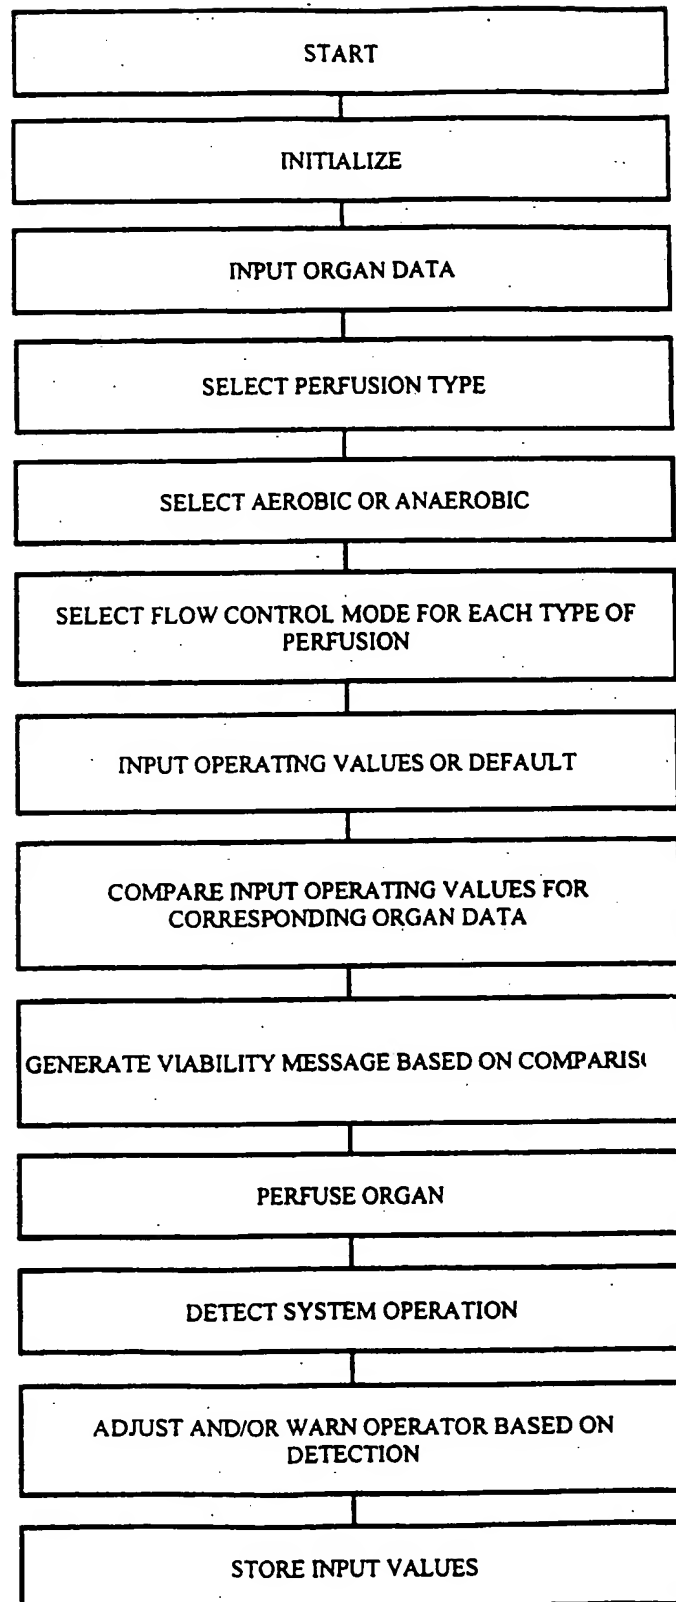 START
INITIALIZE
INPUT ORGAN DATA
SELECT PERFUSION TYPE
SELECT AEROBIC OR ANAEROBIC
SELECT FLOW CONTROL MODE FOR EACH TYPE OF
PERFUSION
INPUT OPERATING VALUES OR DEFAULT
COMPARE INPUT OPERATING VALUES FOR
CORRESPONDING ORGAN DATA
GENERATE VIABILITY MESSAGE BASED ON COMPARIS
PERFUSE ORGAN
DETECT SYSTEM OPERATION
ADJUST AND/OR WARN OPERATOR BASED ON
DETECTION
STORE INPUT VALUES